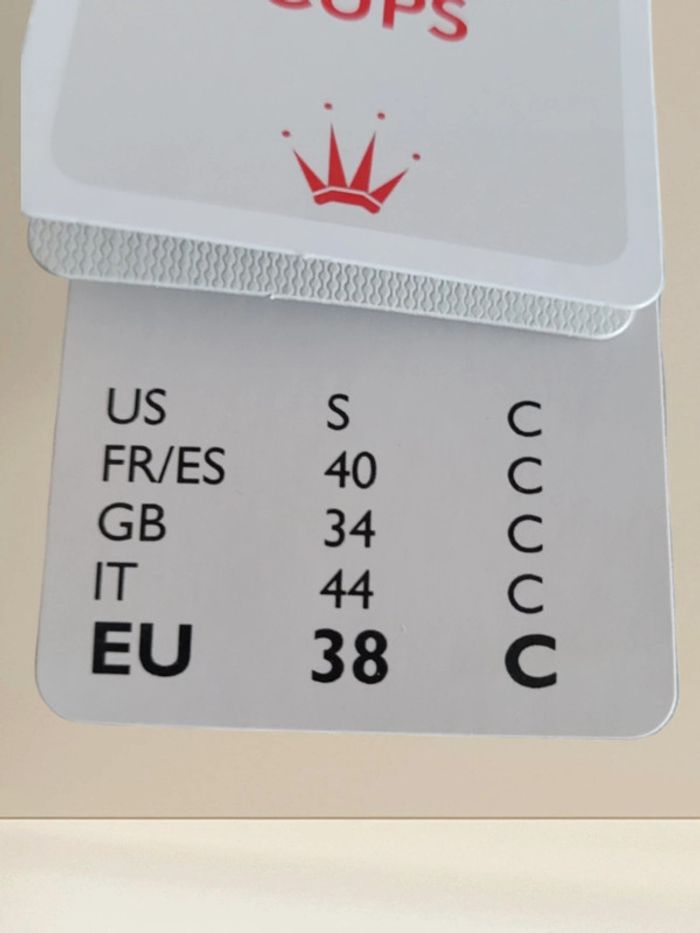 CUPS
US S C
FR/ES 40 C
GB 34 C
IT 44 C
EU 38 C